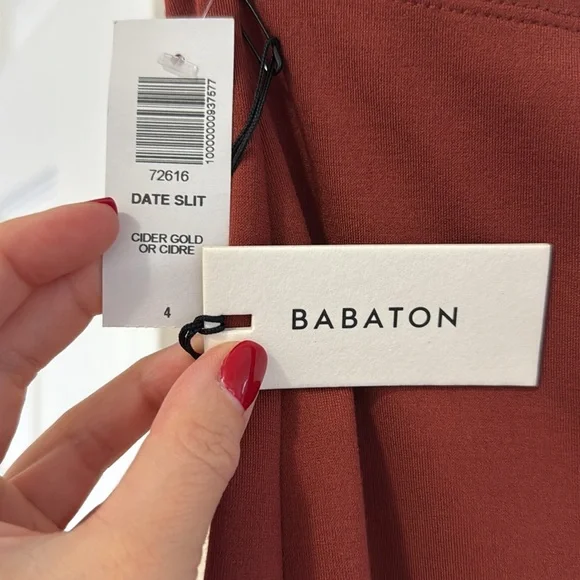 10000000937577
72616
DATE SLIT
CIDER GOLD
OR CIDRE
4
BABATON